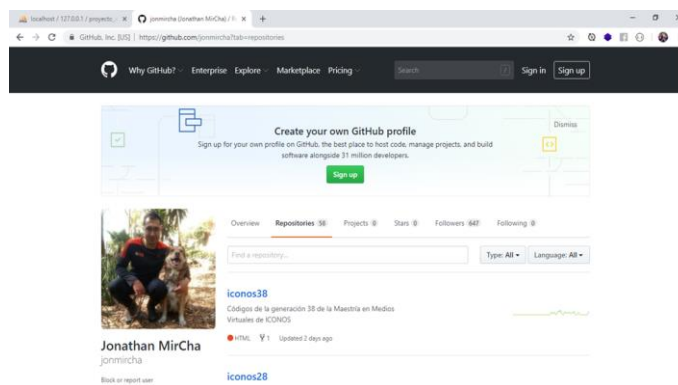 localhost / 127.0.0.1 / proyecto_
jonmircha (Jonathan MirCha) / R
GitHub, Inc. [US] | https://github.com/jonmircha?tab=repositories
Why GitHub? Enterprise Explore Marketplace Pricing Search / Sign in Sign up
Dismiss
Create your own GitHub profile
Sign up for your own profile on GitHub, the best place to host code, manage projects, and build
software alongside 31 million developers.
Sign up
Overview Repositories 58 Projects 0 Stars 0 Followers 647 Following 0
Find a repository...
Type: All Language: All
iconos38
Códigos de la generación 38 de la Maestría en Medios
Virtuales de ICONOS
HTML 1 Updated 2 days ago
Jonathan MirCha
jonmircha
Block or report user
iconos28